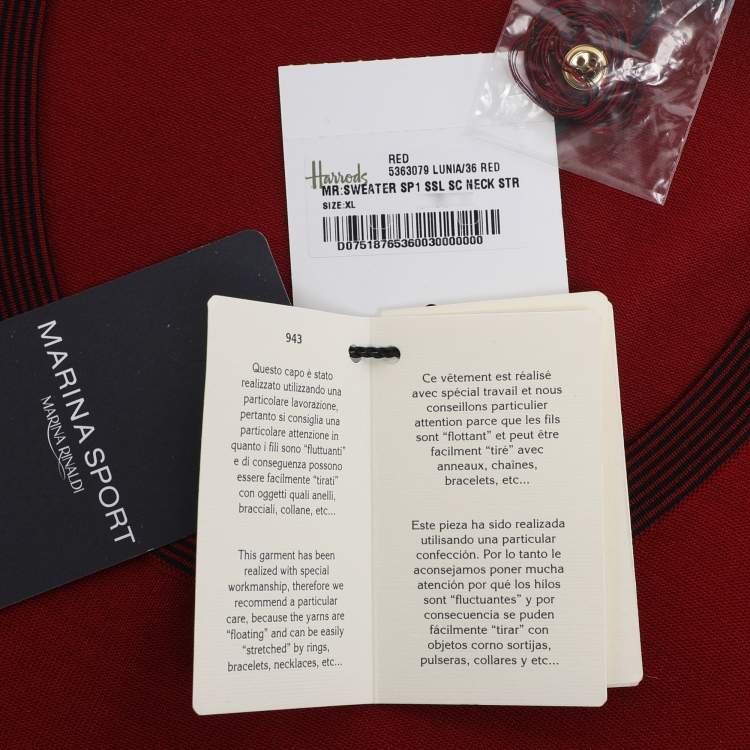 RED
5363079 LUNIA/36 RED
Harrods
MR:SWEATER SP1 SSL SC NECK STR
SIZE:XL
D07518765360030000000
MARINA SPORT
MARINA RINALDI
943
Questo capo è stato
realizzato utilizando una
particolare lavorazione,
pertanto si consiglia una
particolare attenzione in
quanto i fili sono “fluttuanti”
e di conseguenza possono
essere facilmente “tirati”
con oggetti quali anelli,
bracciali, collane, etc...
This garment has been
realized with special
workmanship, therefore we
recommend a particular
care, because the yarns are
“floating” and can be easily
“stretched” by rings,
bracelets, necklaces, etc...
Ce vêtement est réalisé
avec spécial travail et nous
conseillons particulier
attention parce que les fils
sont “flottant” et peut être
facilment “tiré” avec
anneaux, chaînes,
bracelets, etc...
Este pieza ha sido realizada
utilisando una particular
confección. Por lo tanto le
aconsejamos poner mucha
atención por qué los hilos
sont “fluctuantes” y por
consecuencia se puden
fácilmente “tirar” con
objetos corno sortijas,
pulseras, collares y etc...